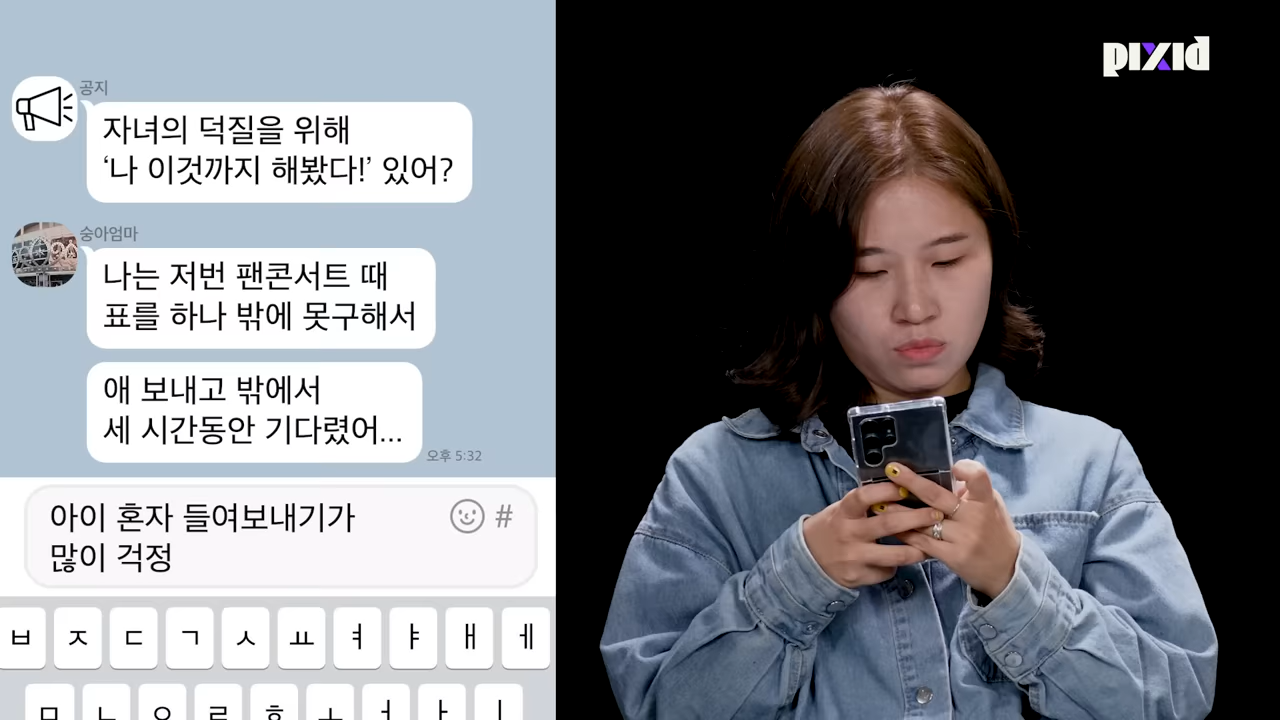 pixid
공지
자녀의 덕질을 위해
‘나 이것까지 해봤다!’ 있어?
숭아엄마
나는 저번 팬콘서트 때
표를 하나 밖에 못구해서
애 보내고 밖에서
세 시간동안 기다렸어...
오후 5:32
아이 혼자 들여보내기가
많이 걱정
#
ㅂ ㅈ ㄷ ㄱ ㅅ ㅛ ㅕ ㅑ ㅐ ㅔ
ㅁ ㄴ ㅇ ㄹ ㅎ ㅗ ㅓ ㅏ ㅣ